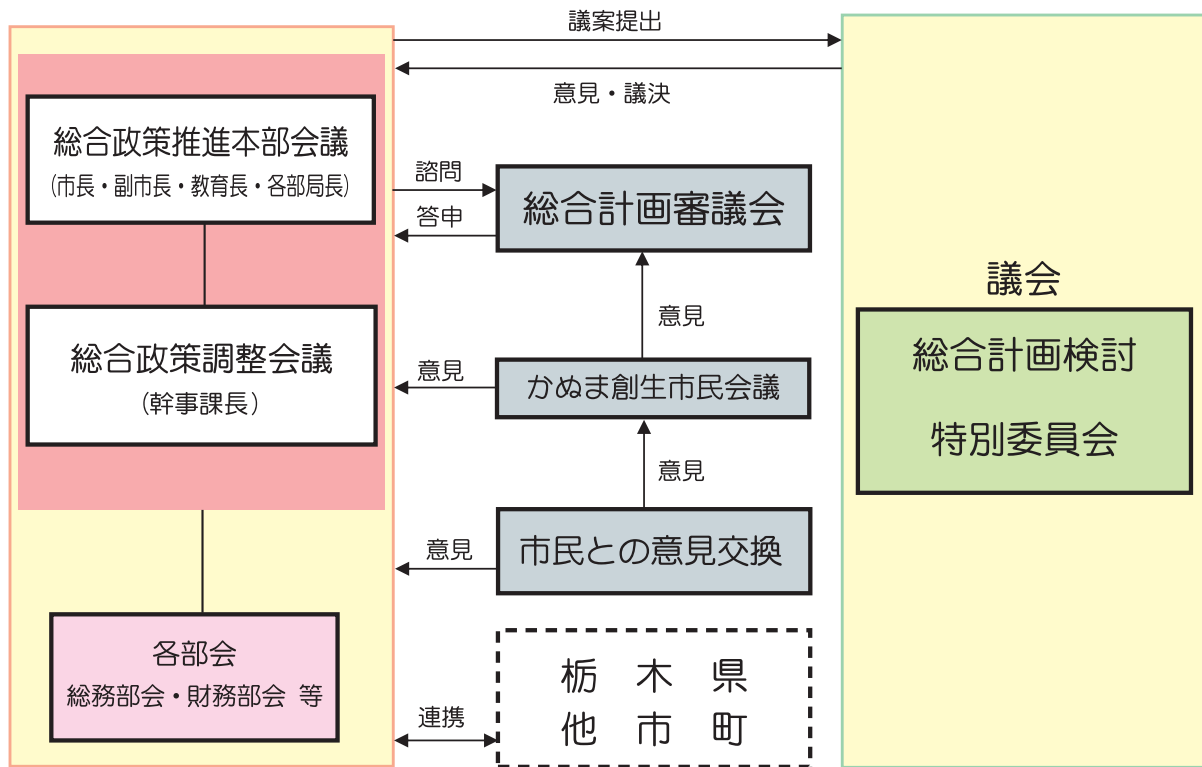 議案提出
意見・議決
総合政策推進本部会議
(市長・副市長・教育長・各部局長)
諮問
答申
総合計画審議会
意見
総合政策調整会議
(幹事課長)
意見
かぬま創生市民会議
意見
意見
市民との意見交換
各部会
総務部会・財務部会 等
連携
栃 木 県
他 市 町
議会
総合計画検討
特別委員会